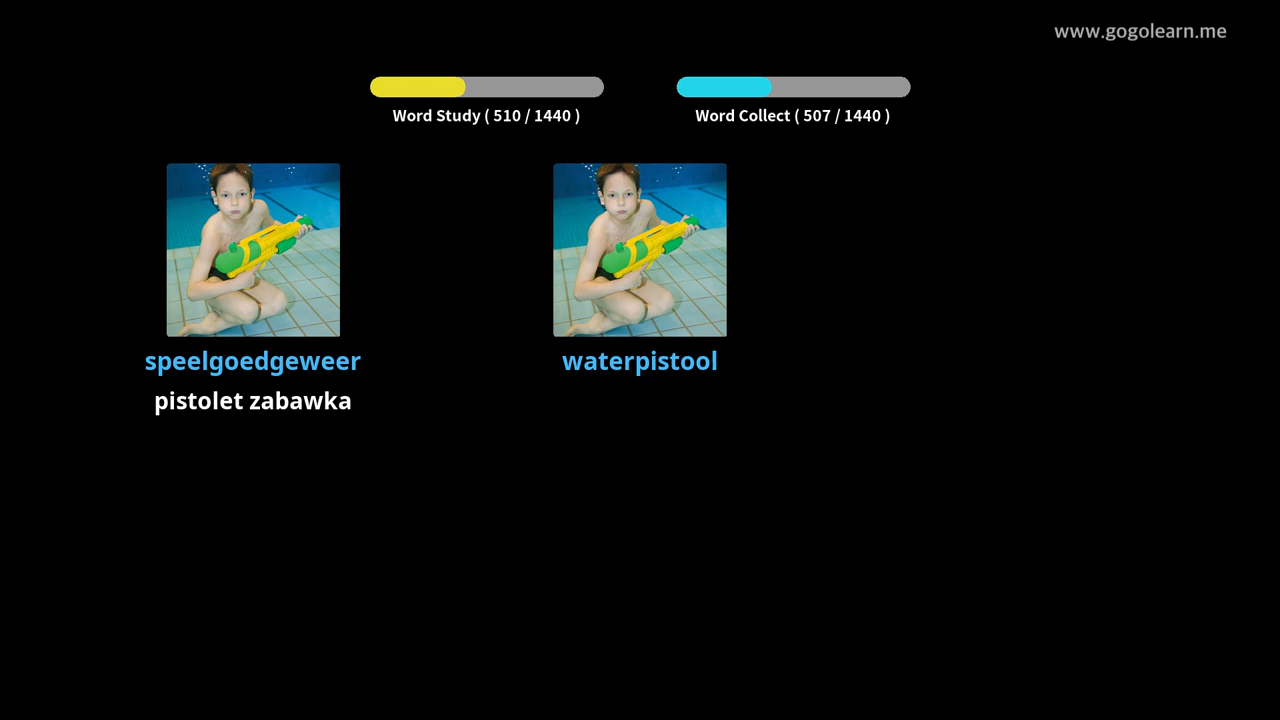 www.gogolearn.me
Word Study ( 510 / 1440 )
Word Collect ( 507 / 1440 )
speelgoedgeweer
waterpistool
pistolet zabawka